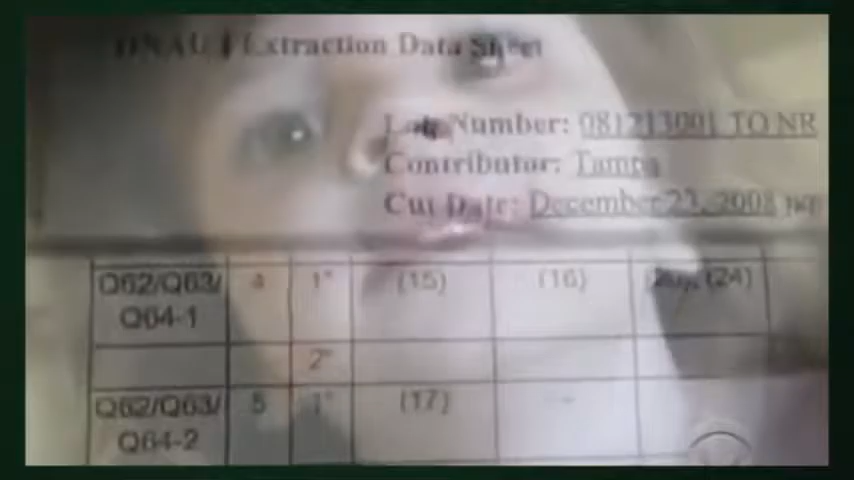 Extraction Data Sheet
Number: 081213001 TO NR
Contributor: Tampa
Cut Date: December 23, 2008
Q62/Q63/ 4 1° (15) (16) (24)
Q64-1
2°
Q62/Q63/ 5 1° (17) -
Q64-2